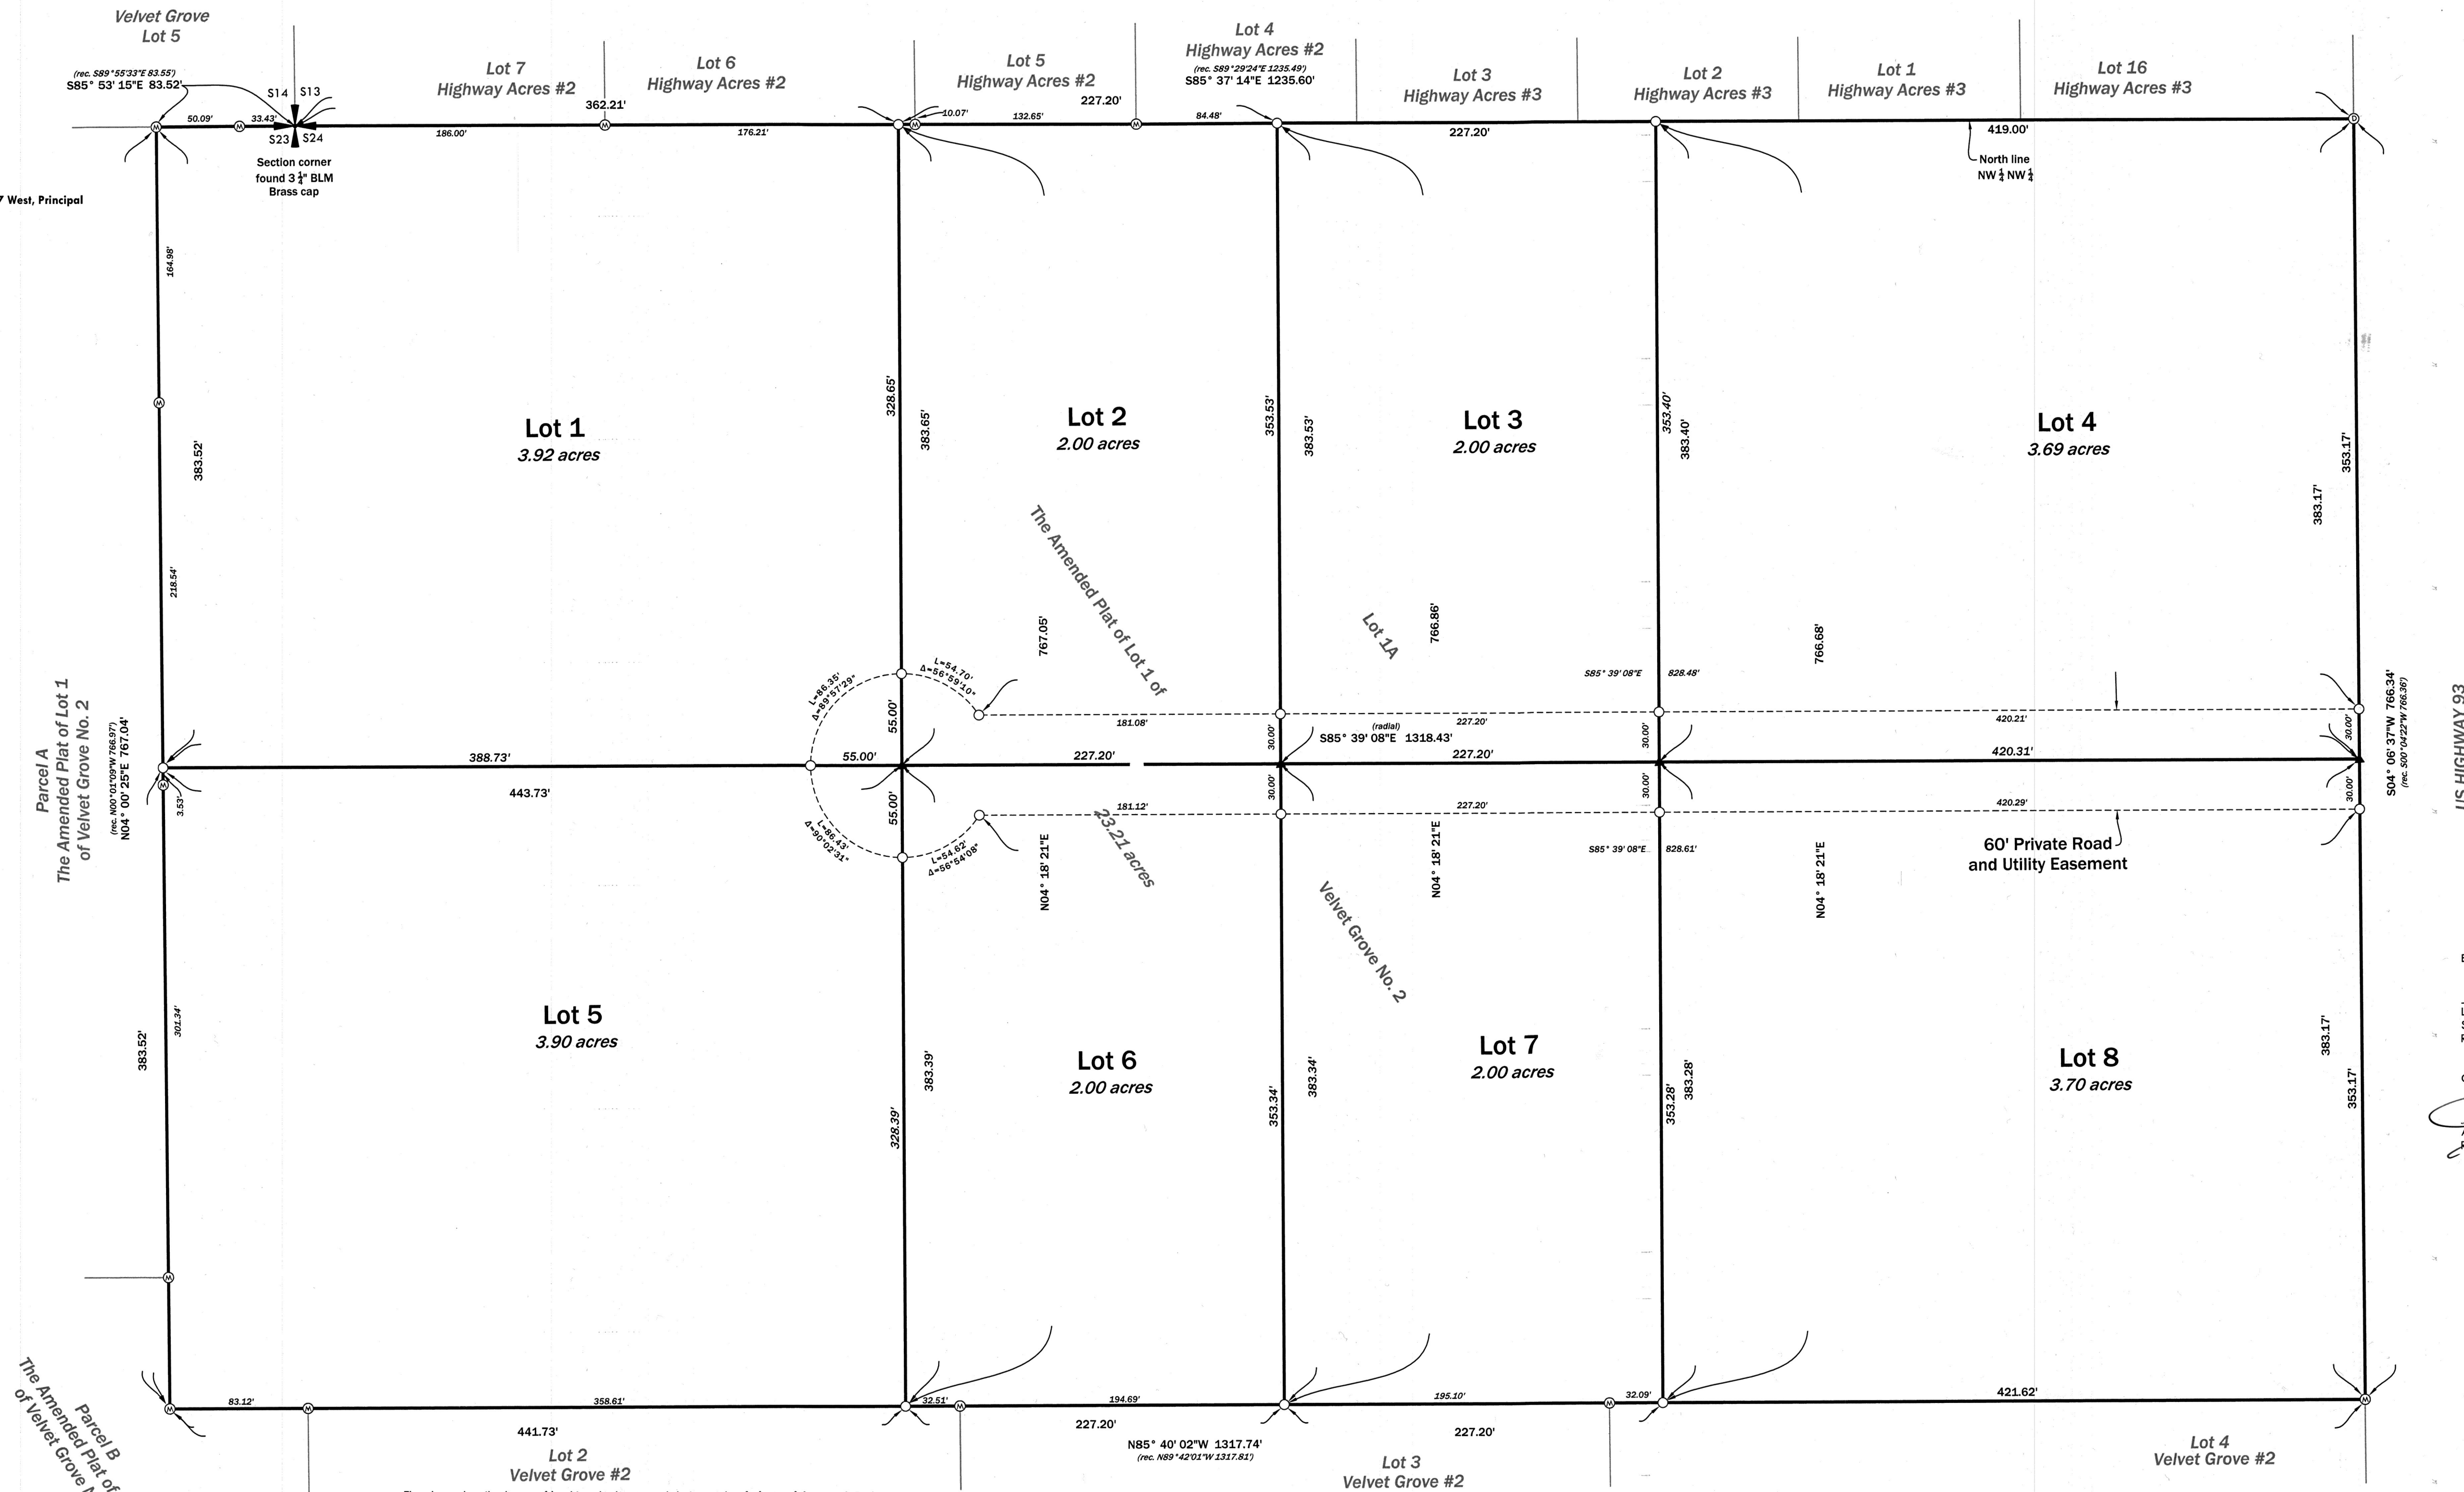 Velvet Grove
Lot 5
(rec. S89°55'33"E 83.55')
S85° 53' 15"E 83.52'
50.09'
33.43'
S14
S13
S23
S24
Section corner
found 3 1/4" BLM
Brass cap
7 West, Principal
Lot 7
Highway Acres #2
Lot 6
Highway Acres #2
362.21'
186.00'
176.21'
Lot 5
Highway Acres #2
227.20'
10.07'
132.65'
84.48'
Lot 4
Highway Acres #2
(rec. S89°29'24"E 1235.49')
S85° 37' 14"E 1235.60'
Lot 3
Highway Acres #3
227.20'
Lot 2
Highway Acres #3
Lot 1
Highway Acres #3
Lot 16
Highway Acres #3
419.00'
North line
NW 1/4 NW 1/4
164.98'
383.52'
218.54'
Lot 1
3.92 acres
328.65'
383.65'
Lot 2
2.00 acres
353.53'
383.53'
Lot 3
2.00 acres
353.40'
383.40'
Lot 4
3.69 acres
353.17'
383.17'
The Amended Plat of Lot 1 of
Lot 1A
767.05'
766.86'
766.68'
S85° 39' 08"E 828.48'
L=86.35'
Δ=89°57'29"
L=54.70'
Δ=56°59'10"
55.00'
181.08'
30.00'
(radial)
S85° 39' 08"E 1318.43'
227.20'
30.00'
420.21'
30.00'
Parcel A
The Amended Plat of Lot 1
of Velvet Grove No. 2
(rec. N00°01'09"W 766.97')
N04° 00' 25"E 767.04'
388.73'
55.00'
227.20'
227.20'
420.31'
443.73'
3.53'
55.00'
L=86.43'
Δ=90°02'31"
L=54.62'
Δ=56°54'08"
181.12'
30.00'
227.20'
30.00'
420.29'
30.00'
S04° 06' 37"W 766.34'
(rec. S00°04'22"W 766.36')
US HIGHWAY 93
23.21 acres
N04° 18' 21"E
N04° 18' 21"E
S85° 39' 08"E 828.61'
N04° 18' 21"E
60' Private Road
and Utility Easement
Velvet Grove No. 2
383.52'
301.34'
Lot 5
3.90 acres
328.39'
383.39'
Lot 6
2.00 acres
353.34'
383.34'
Lot 7
2.00 acres
353.28'
383.28'
Lot 8
3.70 acres
383.17'
353.17'
Parcel B
The Amended Plat of
of Velvet Grove
83.12'
358.61'
441.73'
Lot 2
Velvet Grove #2
32.51'
194.69'
227.20'
N85° 40' 02"W 1317.74'
(rec. N89°42'01"W 1317.81')
195.10'
32.09'
227.20'
Lot 3
Velvet Grove #2
421.62'
Lot 4
Velvet Grove #2